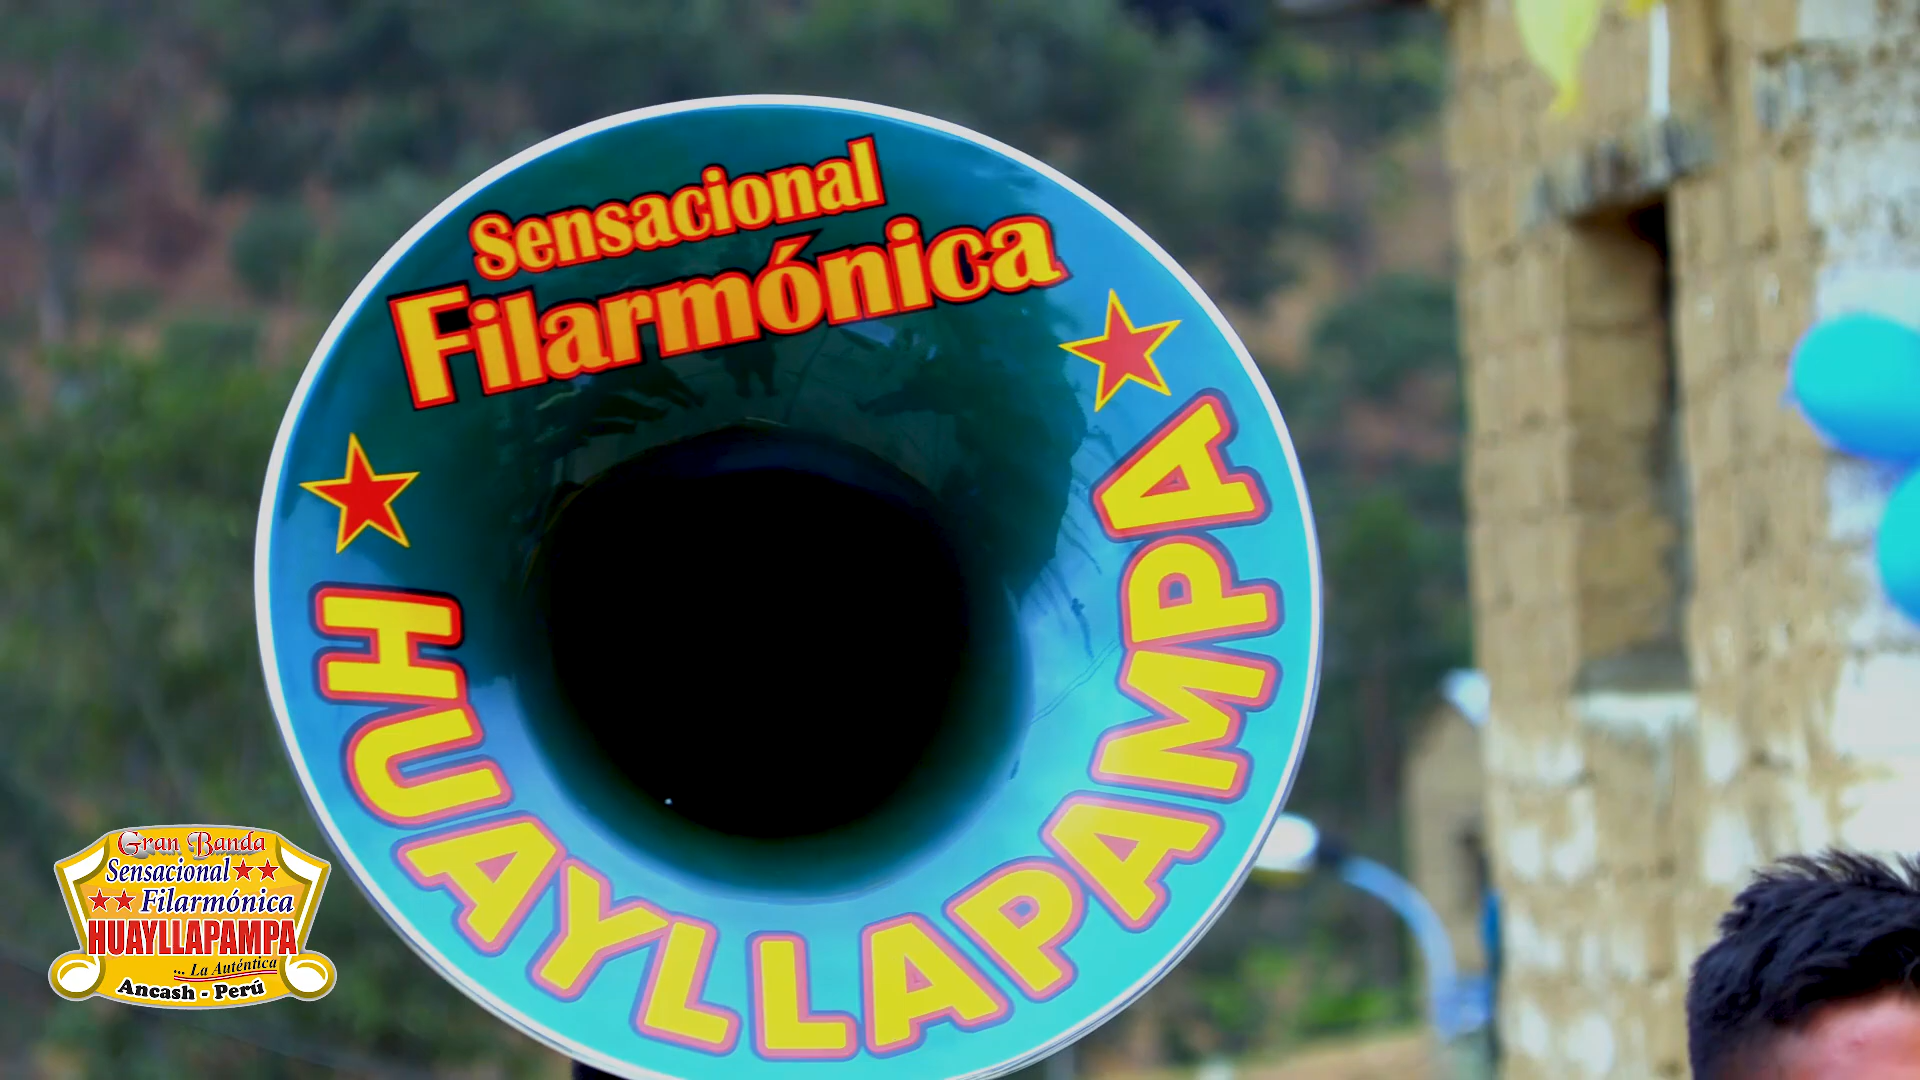 Sensacional
Filarmónica
HUAYLLAPAMPA
Gran Banda
Sensacional
Filarmónica
HUAYLLAPAMPA
... La Auténtica
Ancash - Perú